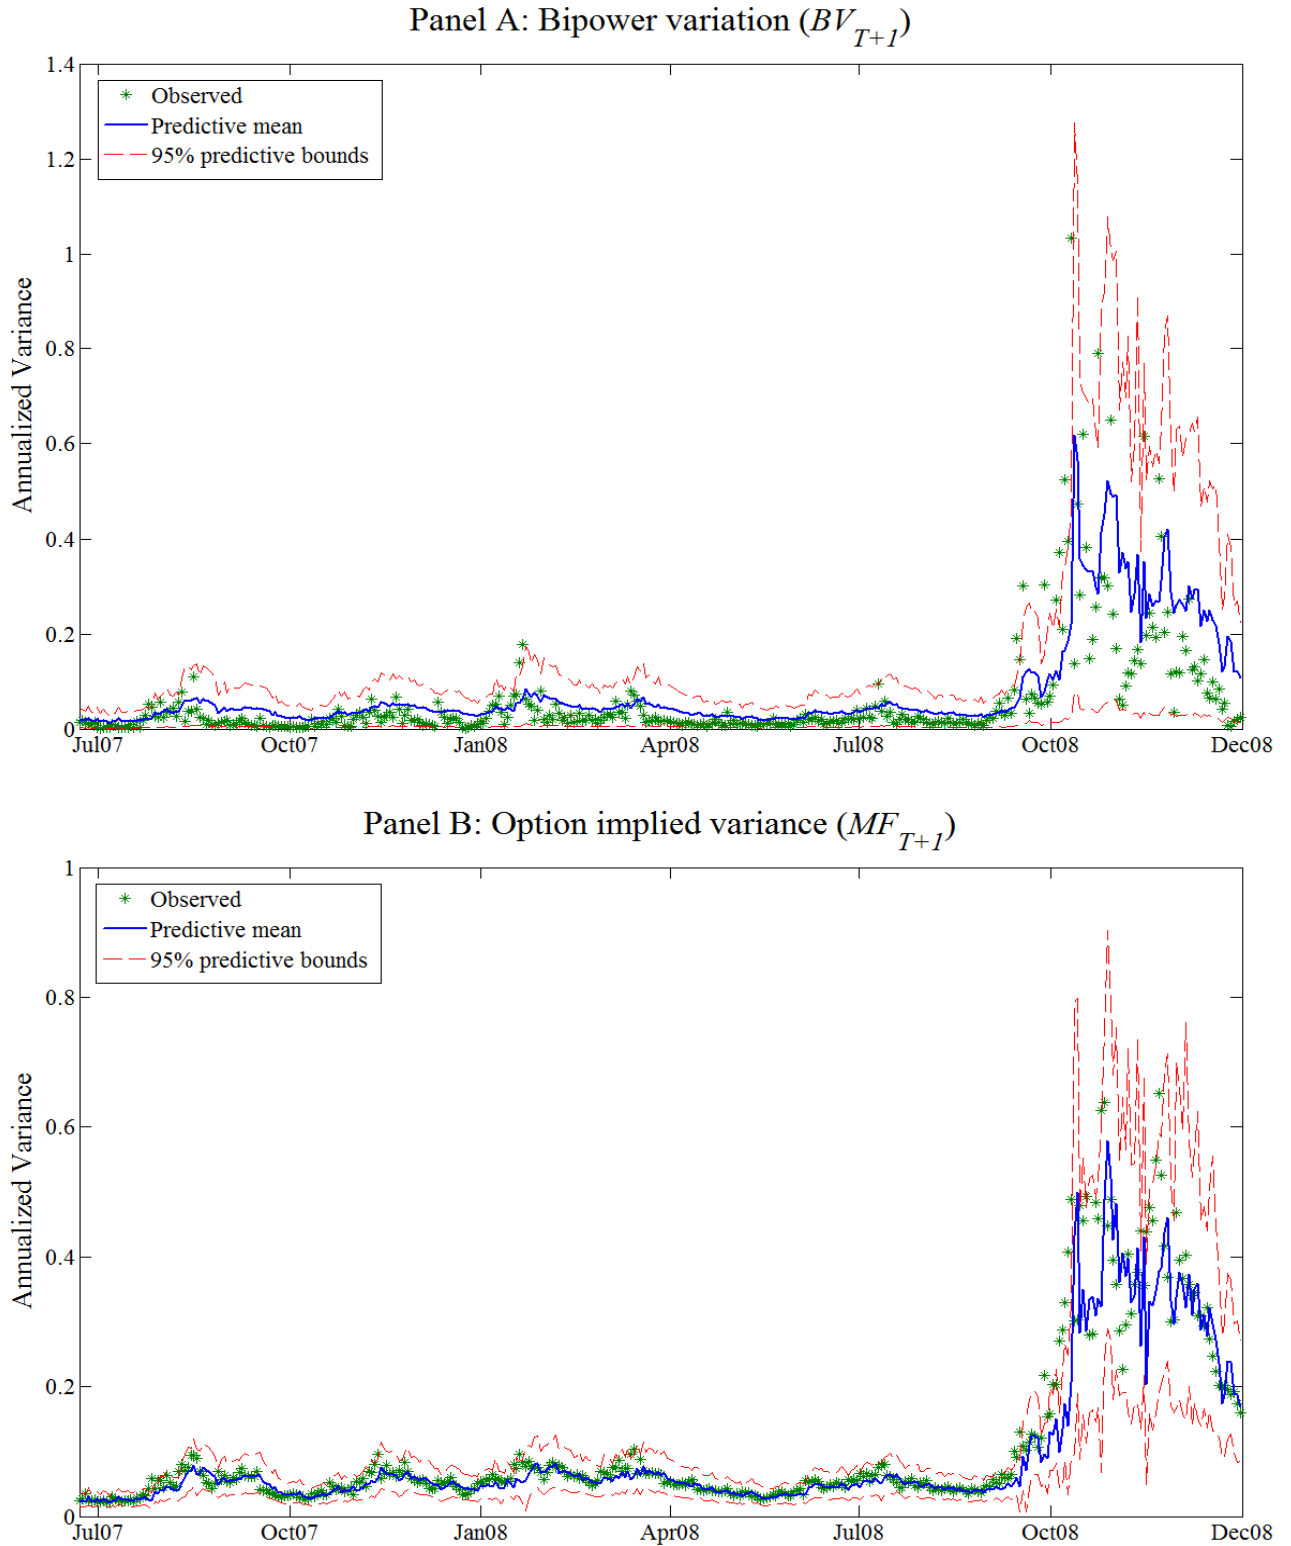 Panel A: Bipower variation (BV_{T+1})
1.4
1.2
1
0.8
0.6
0.4
0.2
0
Annualized Variance
Observed
Predictive mean
95% predictive bounds
Jul07 Oct07 Jan08 Apr08 Jul08 Oct08 Dec08
Panel B: Option implied variance (MF_{T+1})
1
0.8
0.6
0.4
0.2
0
Annualized Variance
Observed
Predictive mean
95% predictive bounds
Jul07 Oct07 Jan08 Apr08 Jul08 Oct08 Dec08